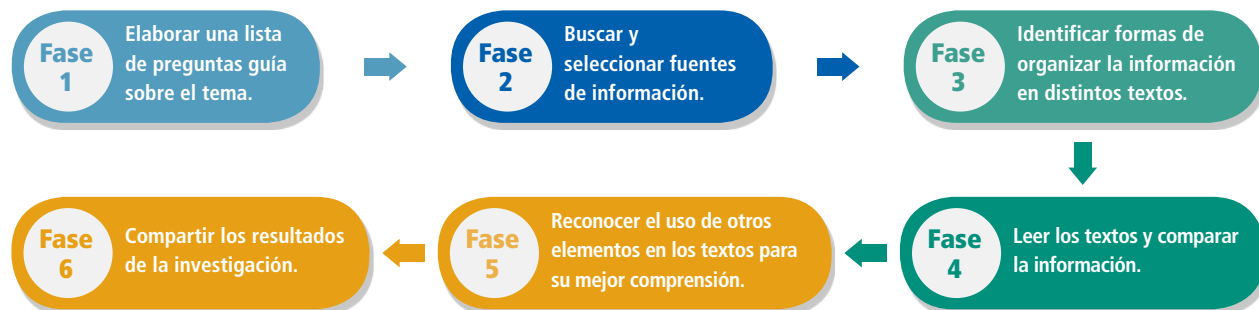 Fase
1
Elaborar una lista
de preguntas guía
sobre el tema.
Fase
2
Buscar y
seleccionar fuentes
de información.
Fase
3
Identificar formas de
organizar la información
en distintos textos.
Fase
4
Leer los textos y comparar
la información.
Fase
5
Reconocer el uso de otros
elementos en los textos para
su mejor comprensión.
Fase
6
Compartir los resultados
de la investigación.